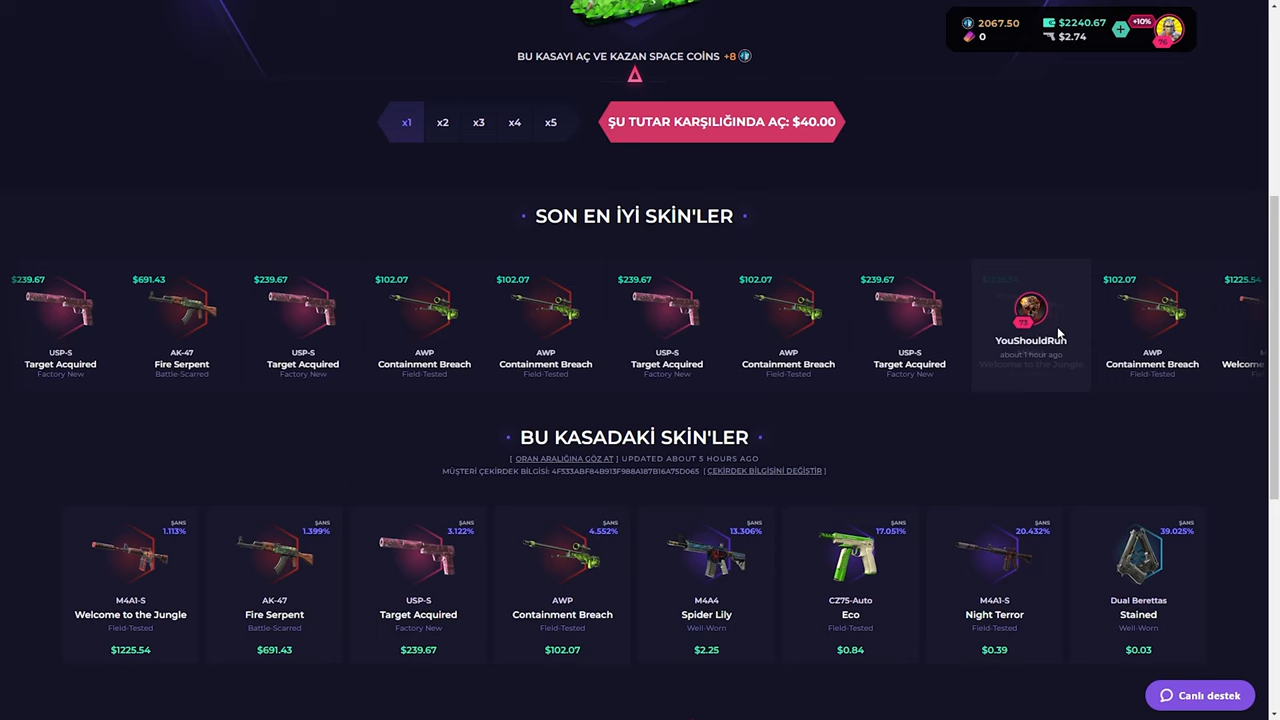 2067.50
$2240.67
+10%
0
$2.74
76
BU KASAYI AÇ VE KAZAN SPACE COİNS +8
x1
x2
x3
x4
x5
ŞU TUTAR KARŞILIĞINDA AÇ: $40.00
SON EN İYİ SKİN'LER
$239.67
$691.43
$239.67
$102.07
$102.07
$239.67
$102.07
$239.67
$102.07
$1225.54
73
YouShouldRun
about 1 hour ago
Welcome to the Jungle
USP-S
AK-47
USP-S
AWP
AWP
USP-S
AWP
USP-S
AWP
Target Acquired
Fire Serpent
Target Acquired
Containment Breach
Containment Breach
Target Acquired
Containment Breach
Target Acquired
Containment Breach
Welcome
Factory New
Battle-Scarred
Factory New
Field-Tested
Field-Tested
Factory New
Field-Tested
Factory New
Field-Tested
BU KASADAKİ SKİN'LER
[ ORAN ARALIĞINA GÖZ AT ] UPDATED ABOUT 5 HOURS AGO
MÜŞTERİ ÇEKİRDEK BİLGİSİ: 4F533ABF84B913F988A187B16A75D065 [ ÇEKİRDEK BİLGİSİNİ DEĞİŞTİR ]
ŞANS
1.113%
M4A1-S
Welcome to the Jungle
Field-Tested
$1225.54
ŞANS
1.399%
AK-47
Fire Serpent
Battle-Scarred
$691.43
ŞANS
3.122%
USP-S
Target Acquired
Factory New
$239.67
ŞANS
4.552%
AWP
Containment Breach
Field-Tested
$102.07
ŞANS
13.306%
M4A4
Spider Lily
Well-Worn
$2.25
ŞANS
17.051%
CZ75-Auto
Eco
Field-Tested
$0.84
ŞANS
20.432%
M4A1-S
Night Terror
Field-Tested
$0.39
ŞANS
39.025%
Dual Berettas
Stained
Well-Worn
$0.03
Canlı destek